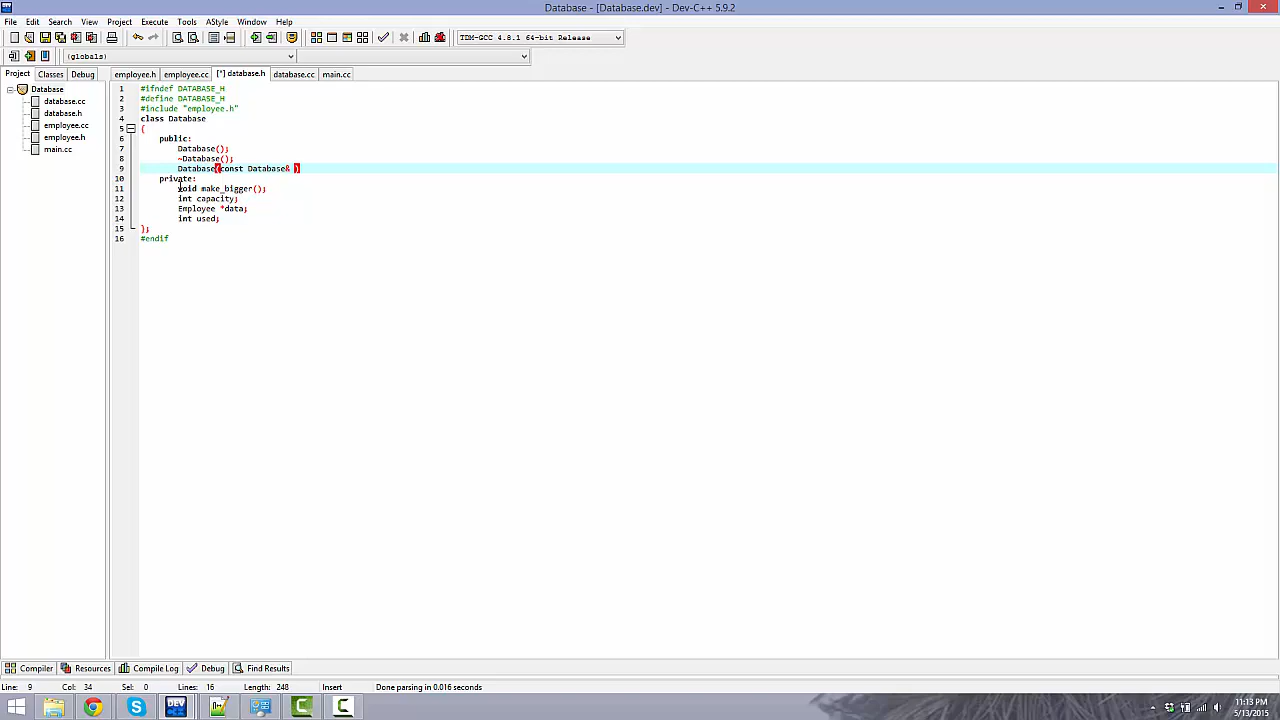 Database - [Database.dev] - Dev-C++ 5.9.2
File Edit Search View Project Execute Tools AStyle Window Help
TDM-GCC 4.8.1 64-bit Release
(globals)
Project Classes Debug employee.h employee.cc [*] database.h database.cc main.cc
Database
database.cc
database.h
employee.cc
employee.h
main.cc
1 #ifndef DATABASE_H
2 #define DATABASE_H
3 #include "employee.h"
4 class Database
5 {
6 public:
7 Database();
8 ~Database();
9 Database(const Database& )
10 private:
11 void make_bigger();
12 int capacity;
13 Employee *data;
14 int used;
15 };
16 #endif
Compiler Resources Compile Log Debug Find Results
Line: 9 Col: 34 Sel: 0 Lines: 16 Length: 248 Insert Done parsing in 0.016 seconds
DEV
11:13 PM
5/13/2015